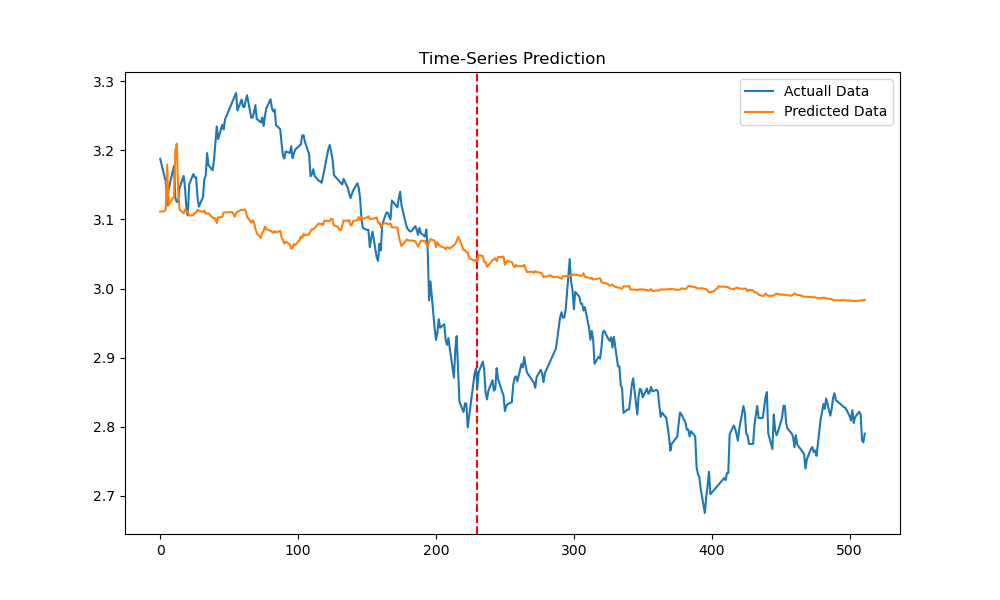 Time-Series Prediction
Actuall Data
Predicted Data
3.3
3.2
3.1
3.0
2.9
2.8
2.7
0 100 200 300 400 500